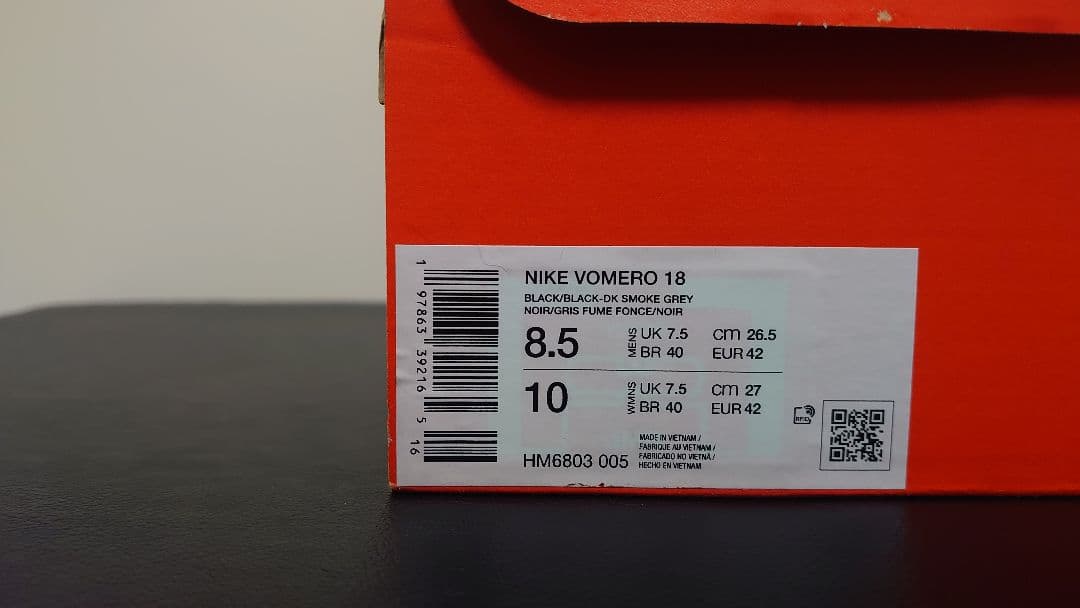 NIKE VOMERO 18
BLACK/BLACK-DK SMOKE GREY
NOIR/GRIS FUME FONCE/NOIR
8.5 MENS UK 7.5 cm 26.5
BR 40 EUR 42
10 WMNS UK 7.5 cm 27
BR 40 EUR 42
HM6803 005
MADE IN VIETNAM /
FABRIQUE AU VIETNAM /
FABRICADO NO VIETNÃ /
HECHO EN VIETNAM
RFID
1 97863 39216 5 16